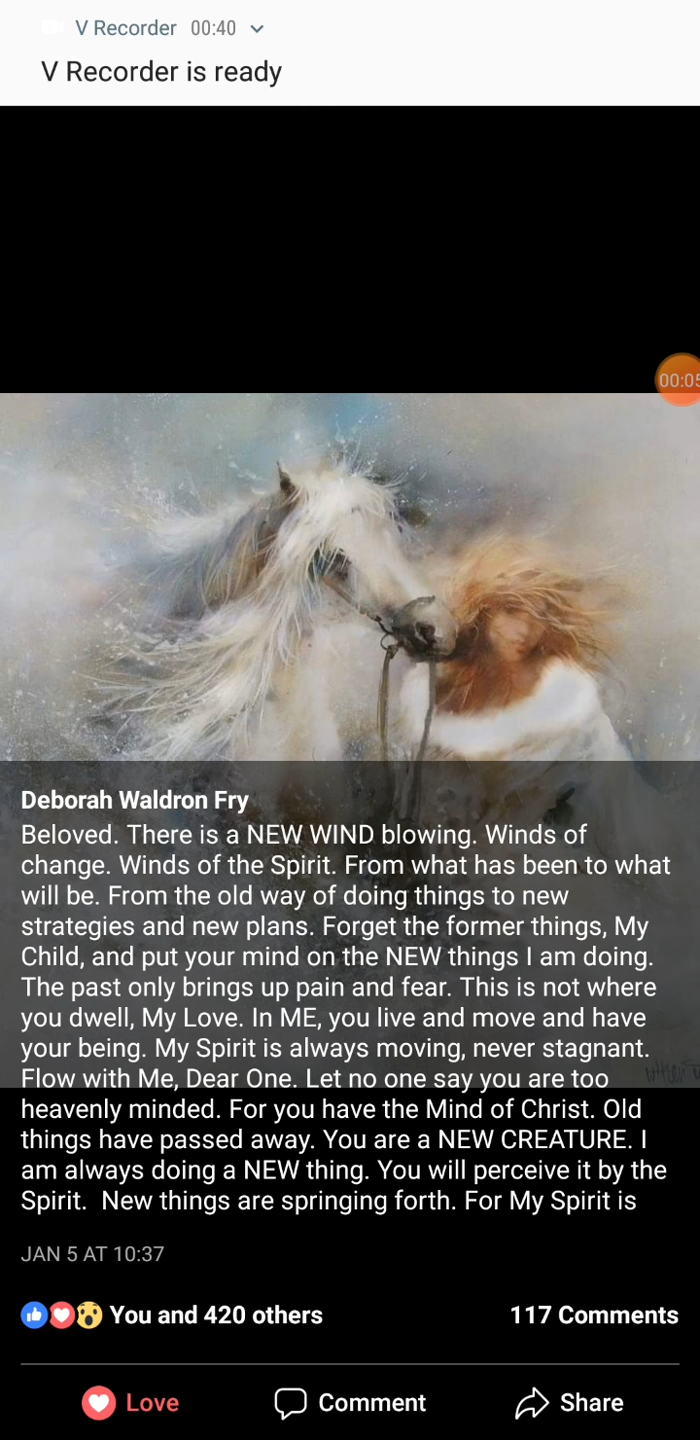 V Recorder 00:40
V Recorder is ready
00:05
Deborah Waldron Fry
Beloved. There is a NEW WIND blowing. Winds of
change. Winds of the Spirit. From what has been to what
will be. From the old way of doing things to new
strategies and new plans. Forget the former things, My
Child, and put your mind on the NEW things I am doing.
The past only brings up pain and fear. This is not where
you dwell, My Love. In ME, you live and move and have
your being. My Spirit is always moving, never stagnant.
Flow with Me, Dear One. Let no one say you are too
heavenly minded. For you have the Mind of Christ. Old
things have passed away. You are a NEW CREATURE. I
am always doing a NEW thing. You will perceive it by the
Spirit.  New things are springing forth. For My Spirit is
JAN 5 AT 10:37
You and 420 others 117 Comments
Love Comment Share